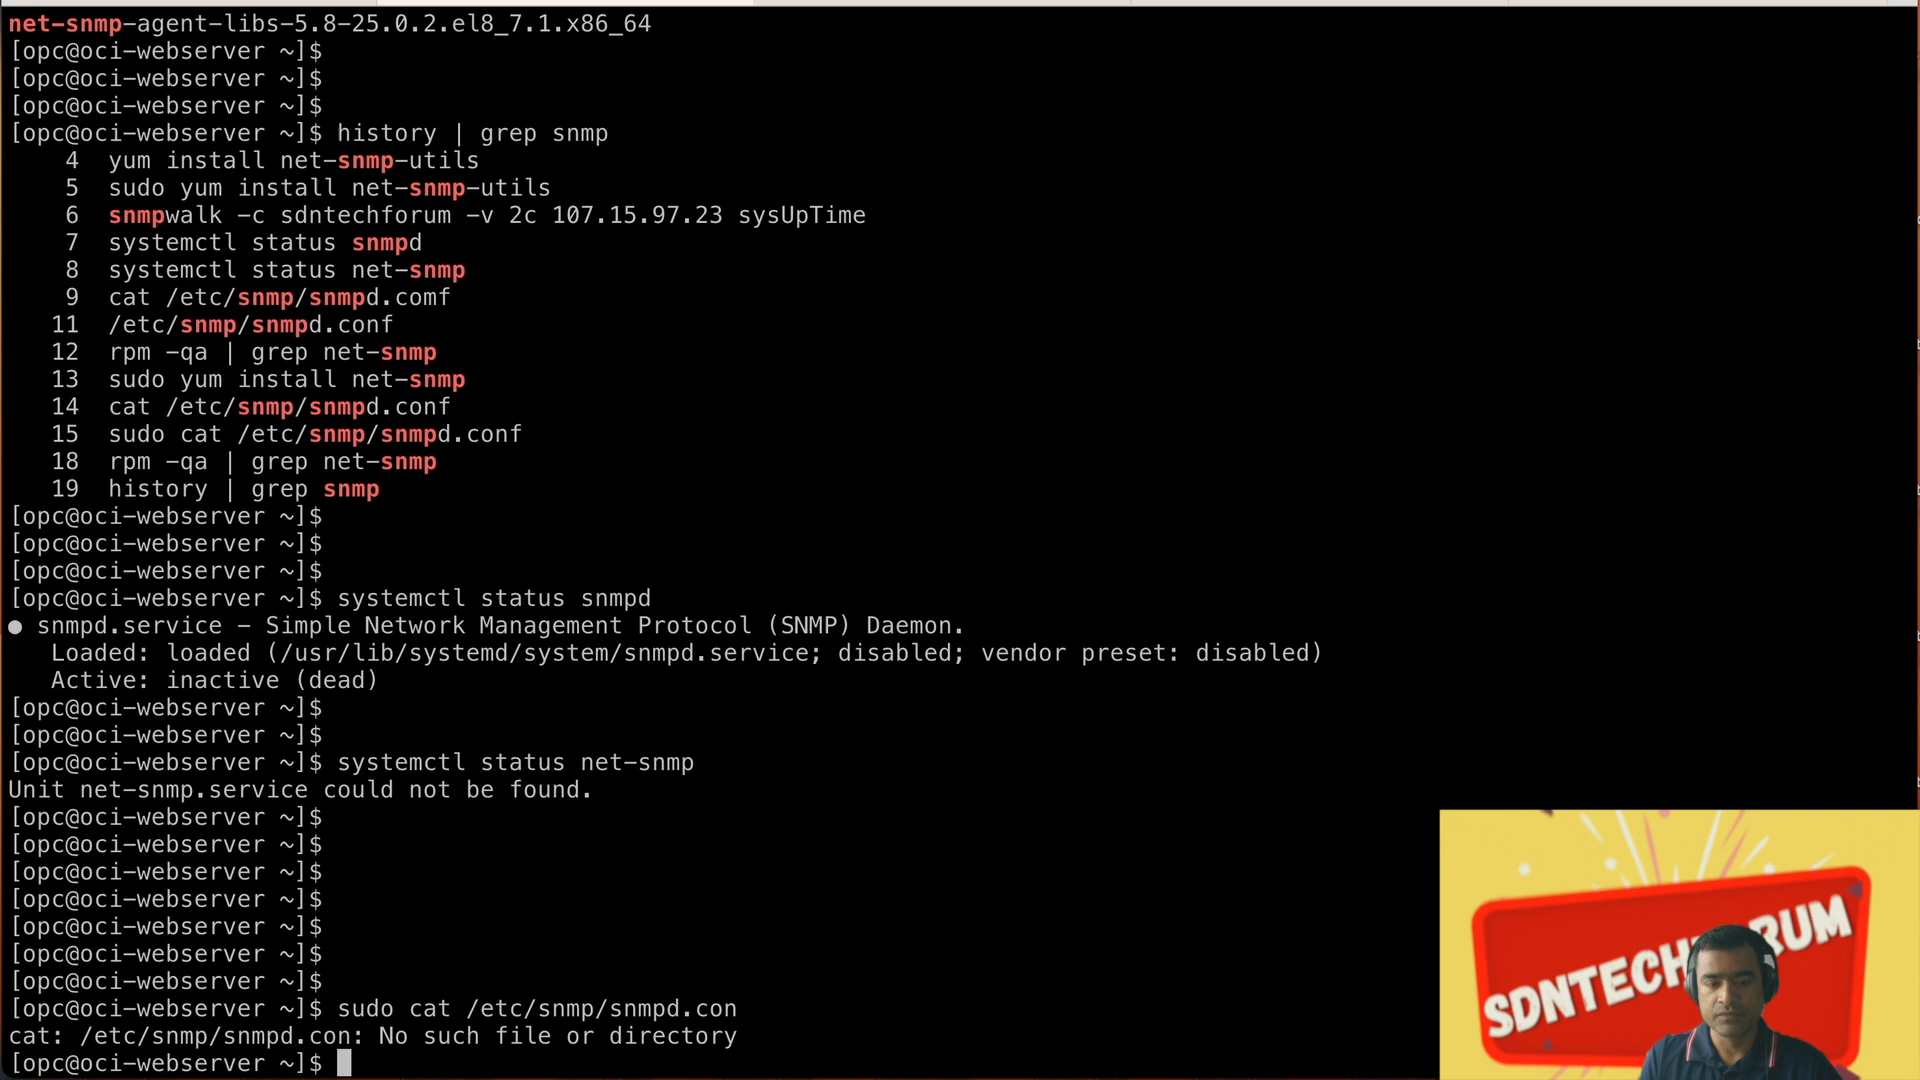 net-snmp-agent-libs-5.8-25.0.2.el8_7.1.x86_64
[opc@oci-webserver ~]$
[opc@oci-webserver ~]$
[opc@oci-webserver ~]$
[opc@oci-webserver ~]$ history | grep snmp
4 yum install net-snmp-utils
5 sudo yum install net-snmp-utils
6 snmpwalk -c sdntechforum -v 2c 107.15.97.23 sysUpTime
7 systemctl status snmpd
8 systemctl status net-snmp
9 cat /etc/snmp/snmpd.comf
11 /etc/snmp/snmpd.conf
12 rpm -qa | grep net-snmp
13 sudo yum install net-snmp
14 cat /etc/snmp/snmpd.conf
15 sudo cat /etc/snmp/snmpd.conf
18 rpm -qa | grep net-snmp
19 history | grep snmp
[opc@oci-webserver ~]$
[opc@oci-webserver ~]$
[opc@oci-webserver ~]$
[opc@oci-webserver ~]$ systemctl status snmpd
● snmpd.service - Simple Network Management Protocol (SNMP) Daemon.
Loaded: loaded (/usr/lib/systemd/system/snmpd.service; disabled; vendor preset: disabled)
Active: inactive (dead)
[opc@oci-webserver ~]$
[opc@oci-webserver ~]$
[opc@oci-webserver ~]$ systemctl status net-snmp
Unit net-snmp.service could not be found.
[opc@oci-webserver ~]$
[opc@oci-webserver ~]$
[opc@oci-webserver ~]$
[opc@oci-webserver ~]$
[opc@oci-webserver ~]$
[opc@oci-webserver ~]$
[opc@oci-webserver ~]$
[opc@oci-webserver ~]$ sudo cat /etc/snmp/snmpd.con
cat: /etc/snmp/snmpd.con: No such file or directory
[opc@oci-webserver ~]$